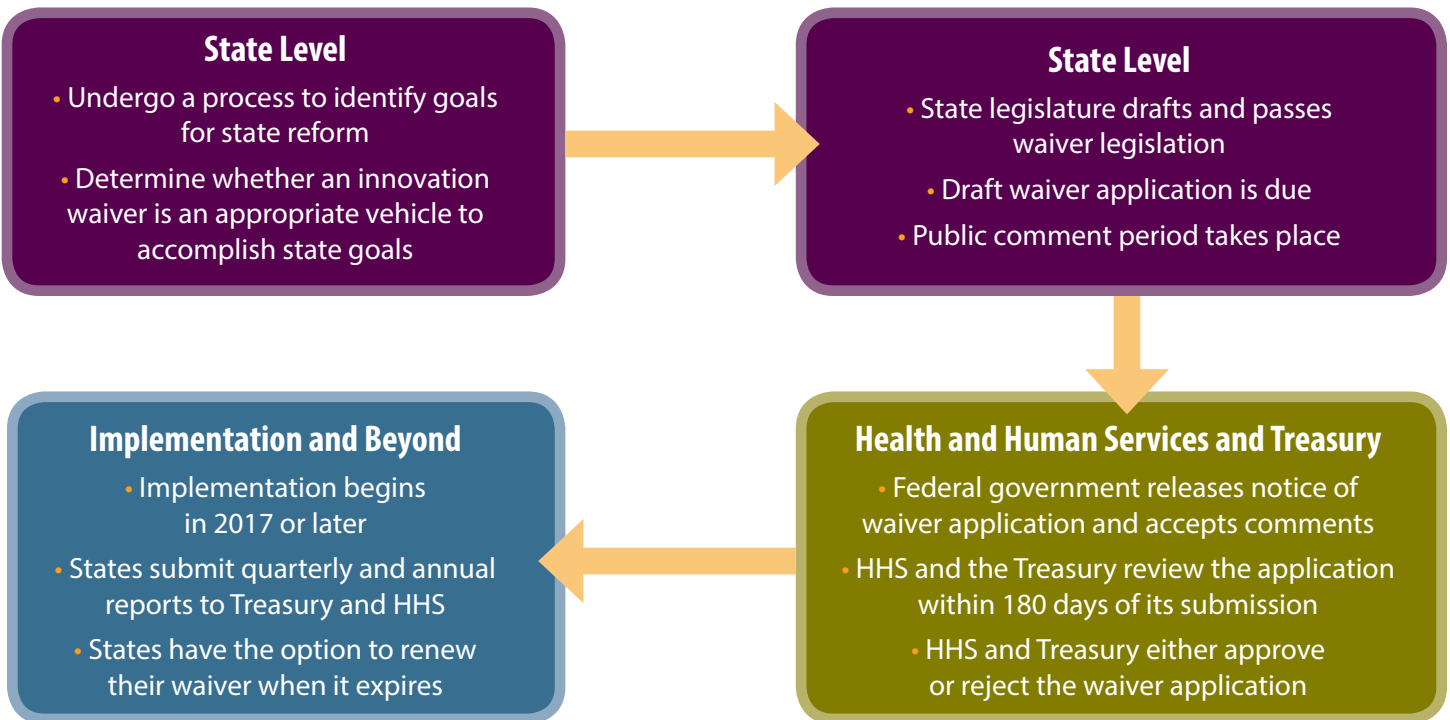 State Level
• Undergo a process to identify goals
for state reform
• Determine whether an innovation
waiver is an appropriate vehicle to
accomplish state goals
State Level
• State legislature drafts and passes
waiver legislation
• Draft waiver application is due
• Public comment period takes place
Health and Human Services and Treasury
• Federal government releases notice of
waiver application and accepts comments
• HHS and the Treasury review the application
within 180 days of its submission
• HHS and Treasury either approve
or reject the waiver application
Implementation and Beyond
• Implementation begins
in 2017 or later
• States submit quarterly and annual
reports to Treasury and HHS
• States have the option to renew
their waiver when it expires